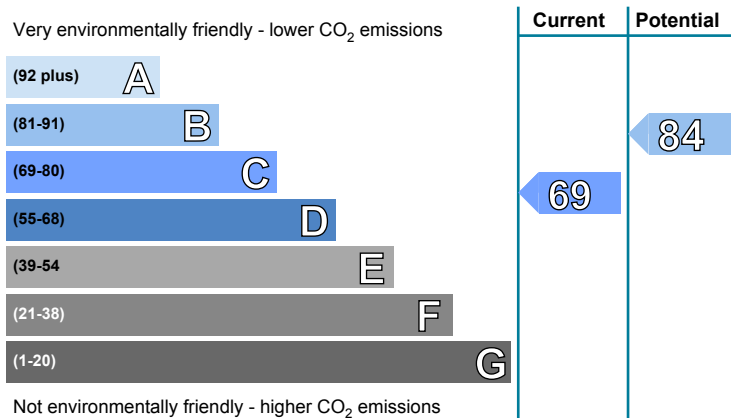 Very environmentally friendly - lower CO2 emissions
Current
Potential
(92 plus) A
(81-91) B
(69-80) C
(55-68) D
(39-54 E
(21-38) F
(1-20) G
84
69
Not environmentally friendly - higher CO2 emissions